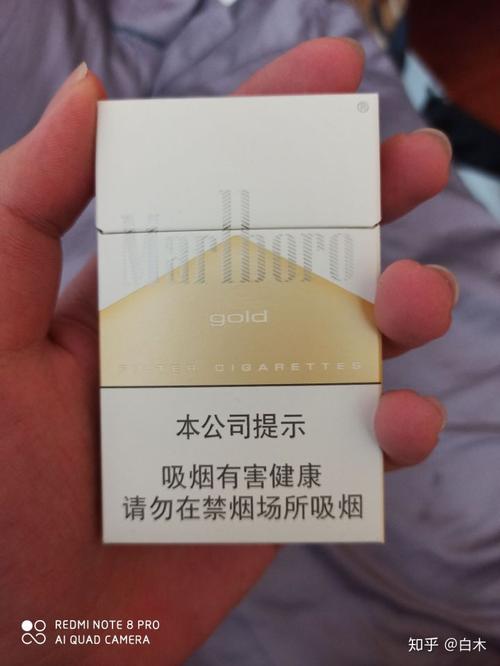 ®
Marlboro
gold
FILTER CIGARETTES
本公司提示
吸烟有害健康
请勿在禁烟场所吸烟
REDMI NOTE 8 PRO
AI QUAD CAMERA
知乎 @白木